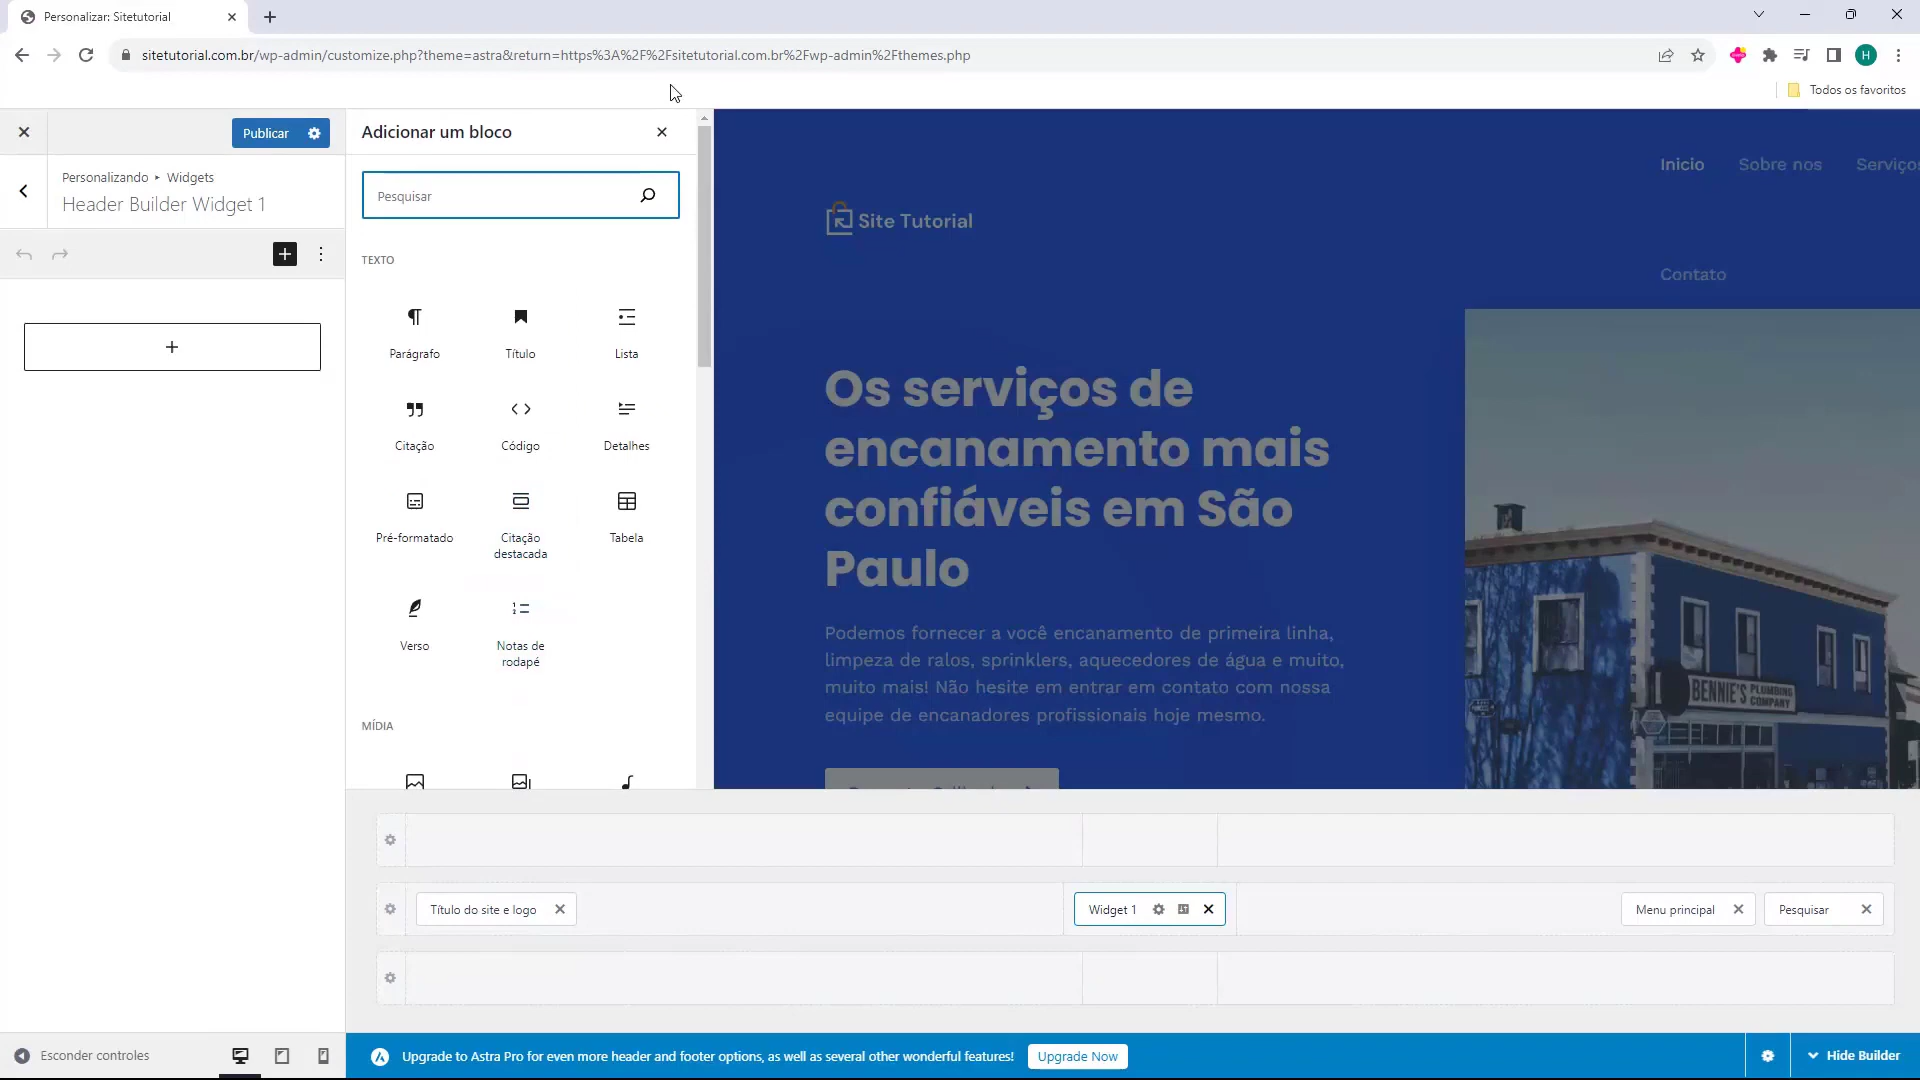 Personalizar: Sitetutorial
sitetutorial.com.br/wp-admin/customize.php?theme=astra&return=https%3A%2F%2Fsitetutorial.com.br%2Fwp-admin%2Fthemes.php
H
Todos os favoritos
Publicar
Personalizando ▸ Widgets
Header Builder Widget 1
Adicionar um bloco
Pesquisar
TEXTO
Parágrafo
Título
Lista
Citação
Código
Detalhes
Pré-formatado
Citação
destacada
Tabela
Verso
Notas de
rodapé
MÍDIA
Inicio
Sobre nos
Serviços
Contato
Site Tutorial
Os serviços de
encanamento mais
confiáveis em São
Paulo
Podemos fornecer a você encanamento de primeira linha,
limpeza de ralos, sprinklers, aquecedores de água e muito,
muito mais! Não hesite em entrar em contato com nossa
equipe de encanadores profissionais hoje mesmo.
BENNIE'S PLUMBING
COMPANY
Título do site e logo
Widget 1
Menu principal
Pesquisar
Esconder controles
Upgrade to Astra Pro for even more header and footer options, as well as several other wonderful features!
Upgrade Now
Hide Builder